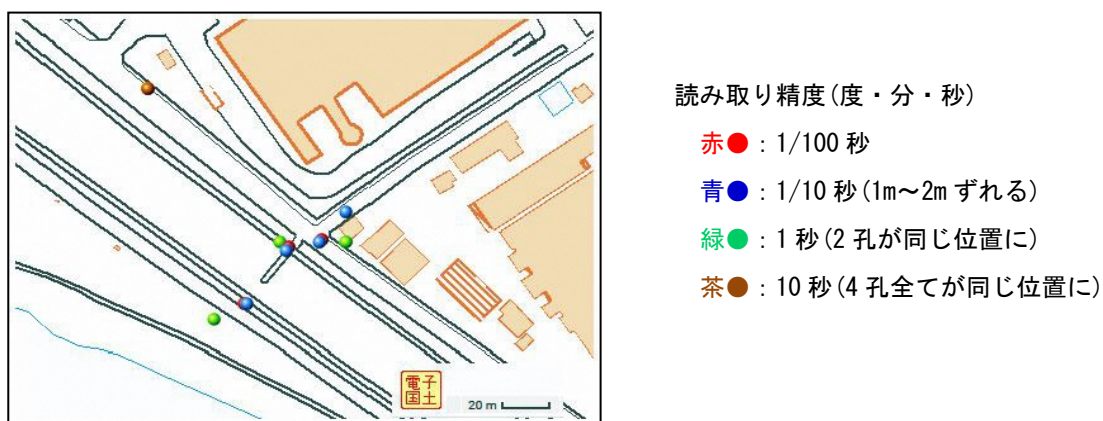 読み取り精度(度・分・秒)
赤●：1/100 秒
青●：1/10 秒(1m～2m ずれる)
緑●：1 秒(2 孔が同じ位置に)
茶●：10 秒(4 孔全てが同じ位置に)
電子
国土
20 m